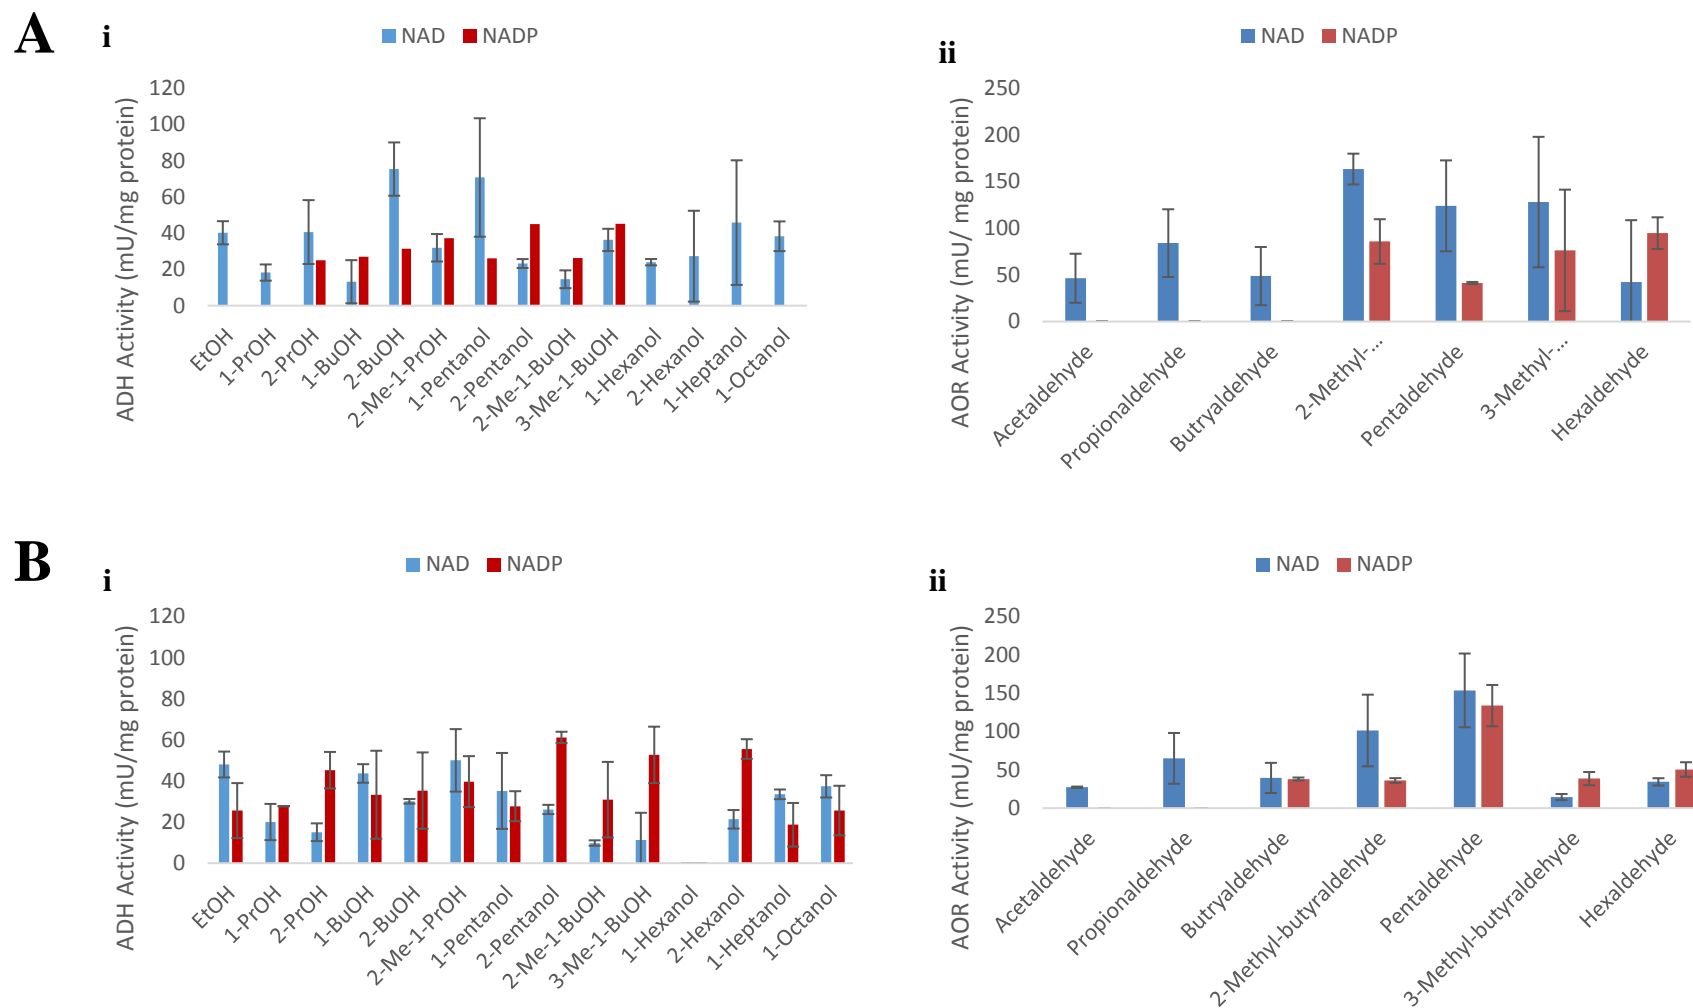 A
i
NAD NADP
ADH Activity (mU/mg protein)
120
100
80
60
40
20
0
EtOH
1-PrOH
2-PrOH
1-BuOH
2-BuOH
2-Me-1-PrOH
1-Pentanol
2-Pentanol
2-Me-1-BuOH
3-Me-1-BuOH
1-Hexanol
2-Hexanol
1-Heptanol
1-Octanol
ii
NAD NADP
AOR Activity (mU/ mg protein)
250
200
150
100
50
0
Acetaldehyde
Propionaldehyde
Butryaldehyde
2-Methyl-...
Pentaldehyde
3-Methyl-...
Hexaldehyde
B
i
NAD NADP
ADH Activity (mU/mg protein)
120
100
80
60
40
20
0
EtOH
1-PrOH
2-PrOH
1-BuOH
2-BuOH
2-Me-1-PrOH
1-Pentanol
2-Pentanol
2-Me-1-BuOH
3-Me-1-BuOH
1-Hexanol
2-Hexanol
1-Heptanol
1-Octanol
ii
NAD NADP
AOR Activity (mU/mg protein)
250
200
150
100
50
0
Acetaldehyde
Propionaldehyde
Butryaldehyde
2-Methyl-butyraldehyde
Pentaldehyde
3-Methyl-butyraldehyde
Hexaldehyde